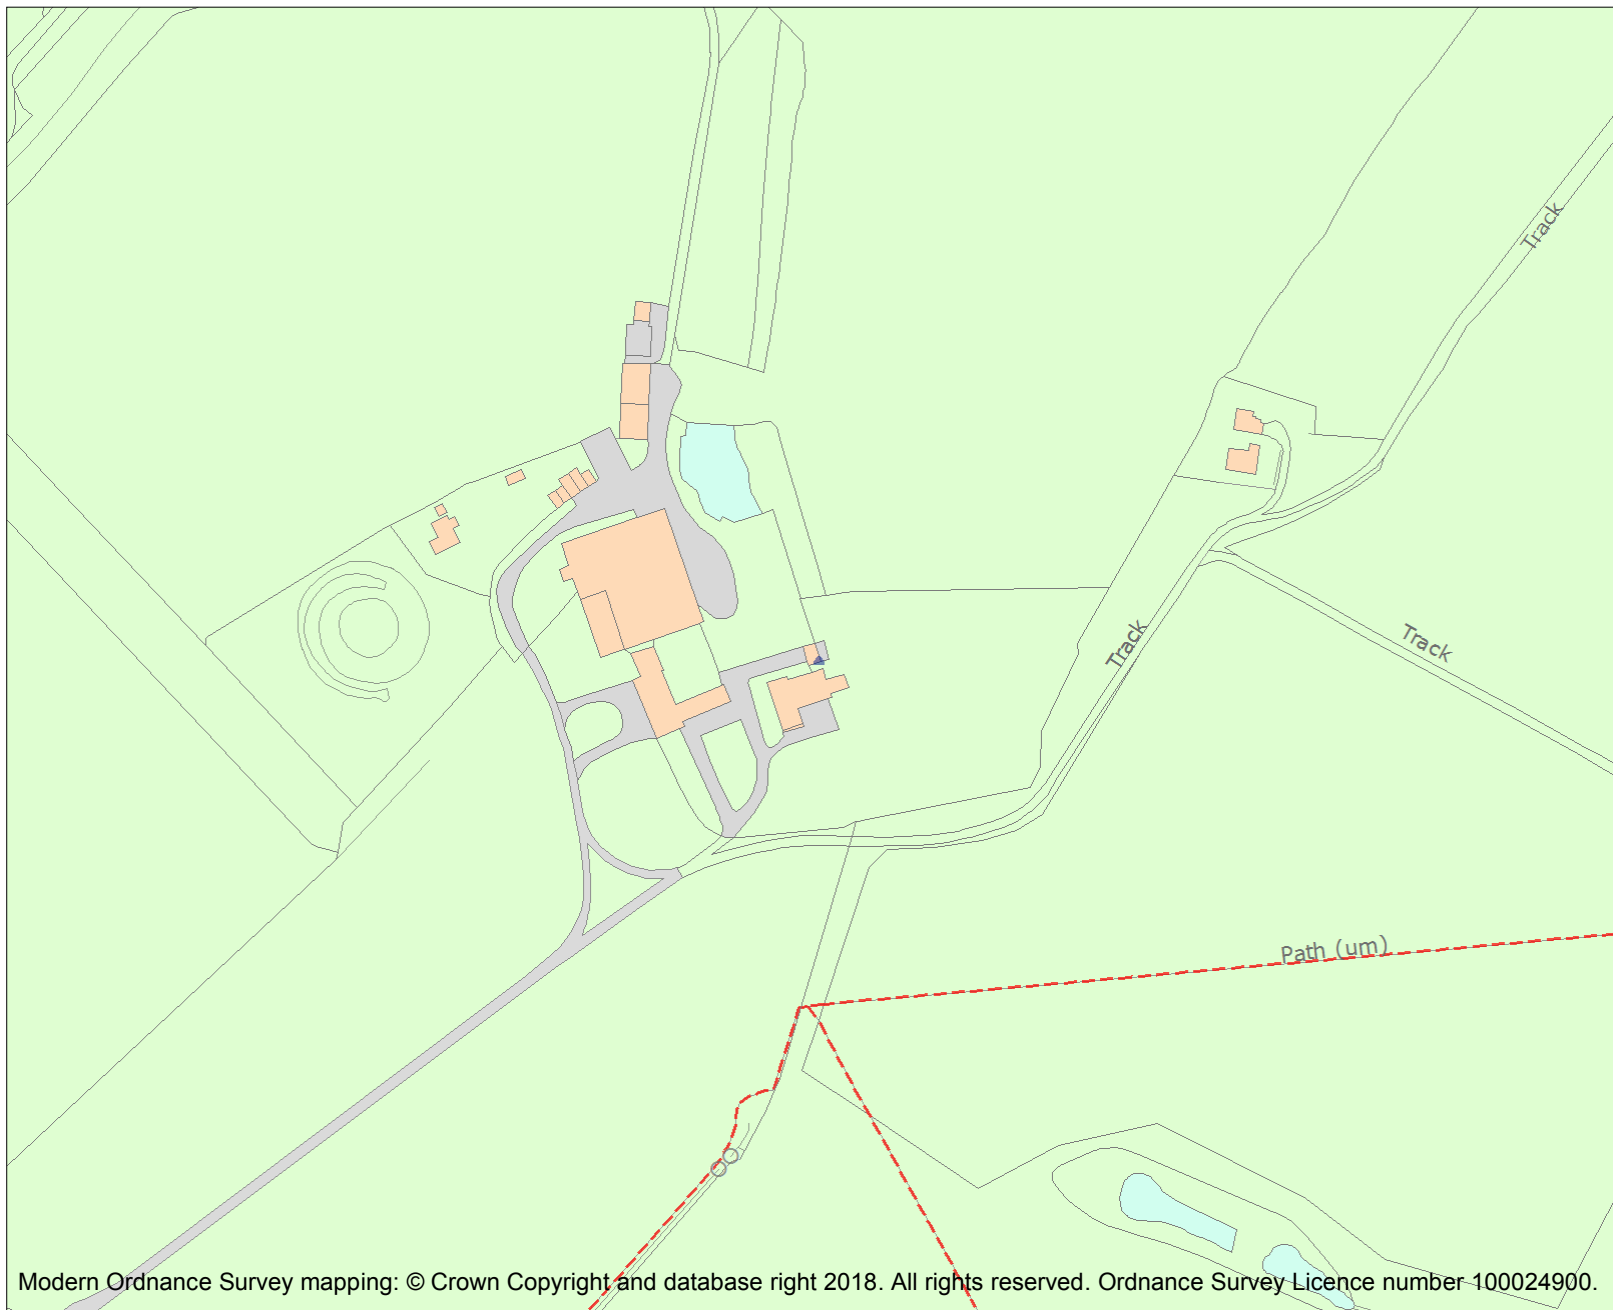 Track
Track
Track
Path (um)
Modern Ordnance Survey mapping: © Crown Copyright and database right 2018. All rights reserved. Ordnance Survey Licence number 100024900.